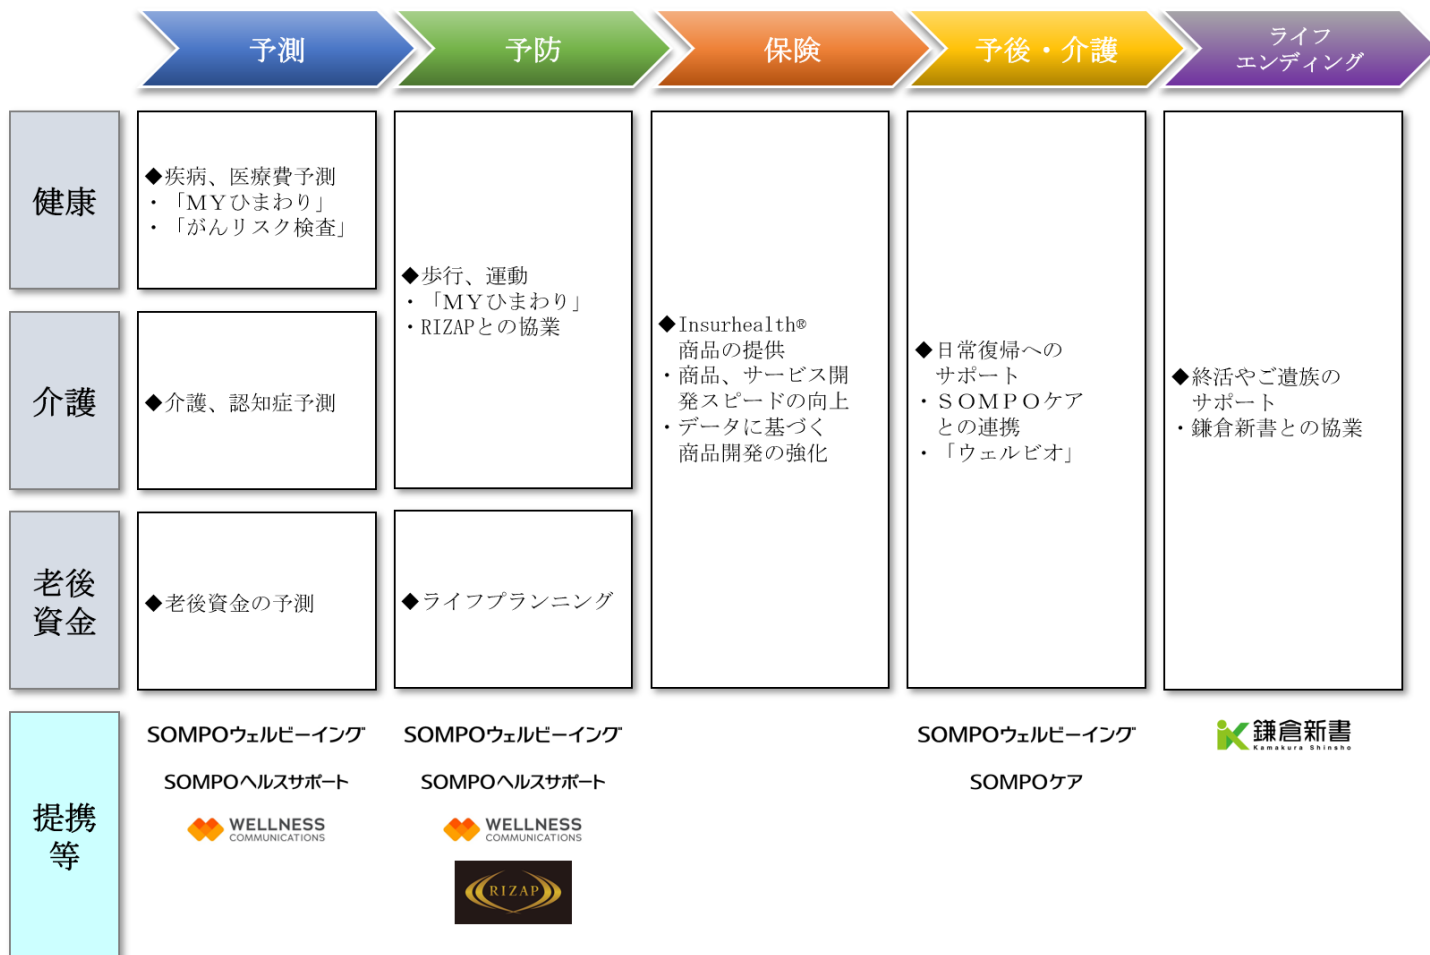 予測
予防
保険
予後・介護
ライフ
エンディング
健康
◆疾病、医療費予測
・「ＭＹひまわり」
・「がんリスク検査」
介護
◆介護、認知症予測
老後
資金
◆老後資金の予測
◆歩行、運動
・「ＭＹひまわり」
・RIZAPとの協業
◆ライフプランニング
◆Insurhealth®
商品の提供
・商品、サービス開
発スピードの向上
・データに基づく
商品開発の強化
◆日常復帰への
サポート
・ＳＯＭＰＯケア
との連携
・「ウェルビオ」
◆終活やご遺族の
サポート
・鎌倉新書との協業
提携
等
SOMPOウェルビーイング
SOMPOヘルスサポート
WELLNESS
COMMUNICATIONS
SOMPOウェルビーイング
SOMPOヘルスサポート
WELLNESS
COMMUNICATIONS
RIZAP
SOMPOウェルビーイング
SOMPOケア
鎌倉新書
Kamakura Shinsho